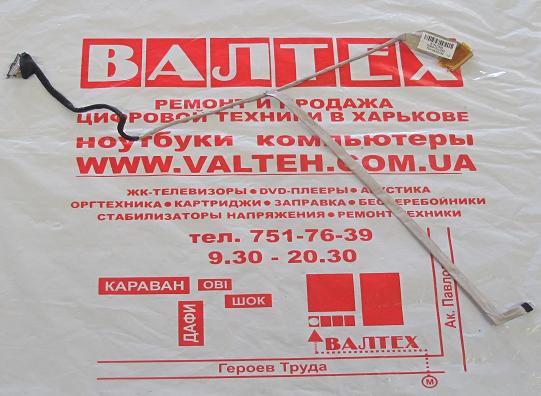 ВАЛТЕХ
РЕМОНТ И ПРОДАЖА
ЦИФРОВОЙ ТЕХНИКИ В ХАРЬКОВЕ
ноутбуки компьютеры
WWW.VALTEH.COM.UA
ЖК-ТЕЛЕВИЗОРЫ • DVD-ПЛЕЕРЫ • АКУСТИКА
ОРГТЕХНИКА • КАРТРИДЖИ • ЗАПРАВКА • БЕСПЕРЕБОЙНИКИ
СТАБИЛИЗАТОРЫ НАПРЯЖЕНИЯ • РЕМОНТ ТЕХНИКИ
тел. 751-76-39
9.30 - 20.30
КАРАВАН
ОВІ
ШОК
ДАФИ
ВАЛТЕХ
Ак. Павло
Героев Труда
М